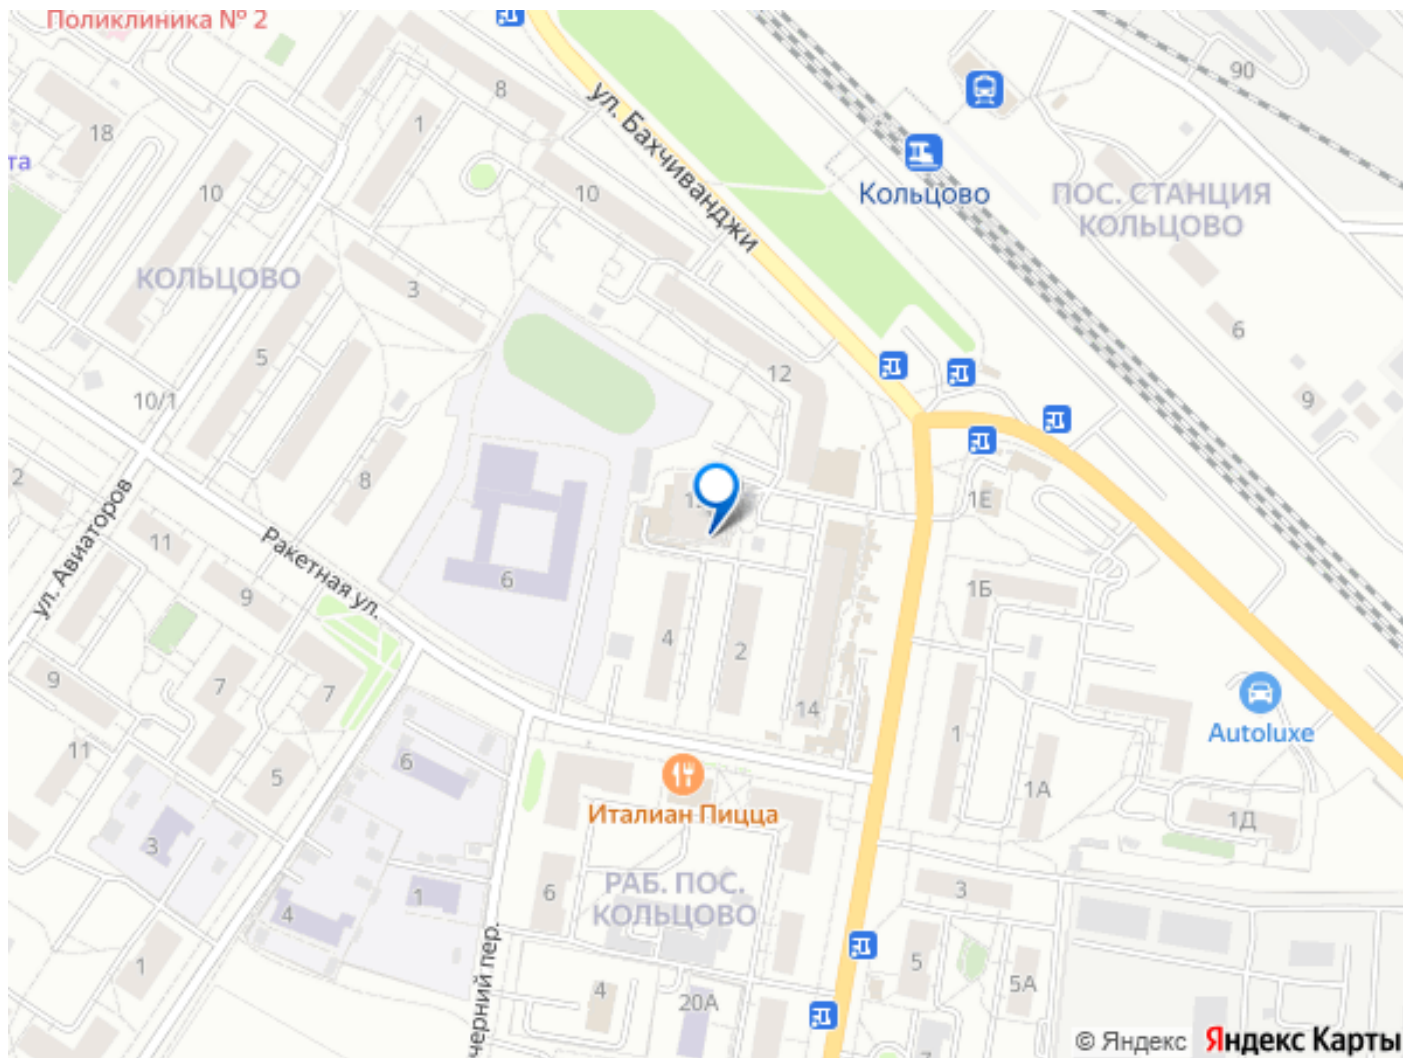 Поликлиника № 2
90
8
1
18
та
ул. Бахчиванджи
10
10
Кольцово
ПОС. СТАНЦИЯ
КОЛЬЦОВО
КОЛЬЦОВО
3
6
5
12
10/1
9
8
2
1Е
11
ул. Авиаторов
Ракетная ул.
6
9
1Б
4
2
9
7
7
14
1
Autoluxe
11
6
5
1А
Италиан Пицца
1Д
3
РАБ. ПОС.
КОЛЬЦОВО
6
1
3
4
1
5
5А
4
20А
черний пер.
© Яндекс Яндекс Карты